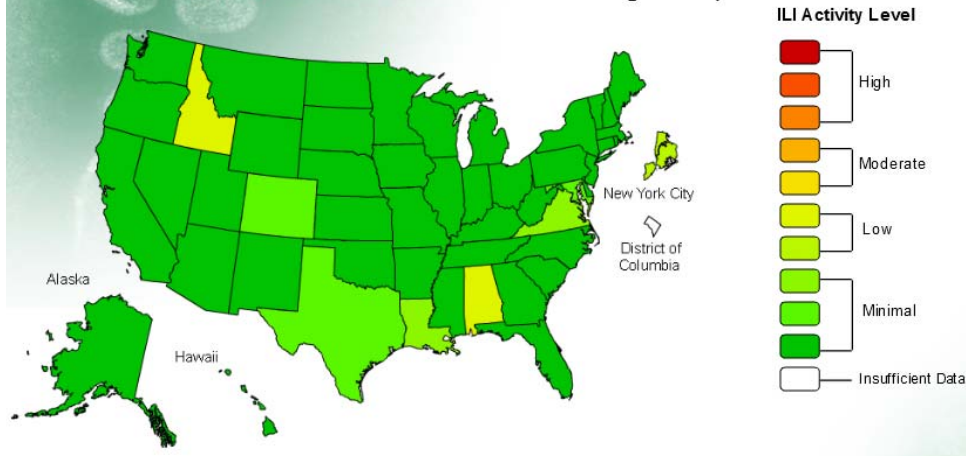 ILI Activity Level
High
Moderate
New York City
Low
District of
Columbia
Alaska
Minimal
Hawaii
Insufficient Data